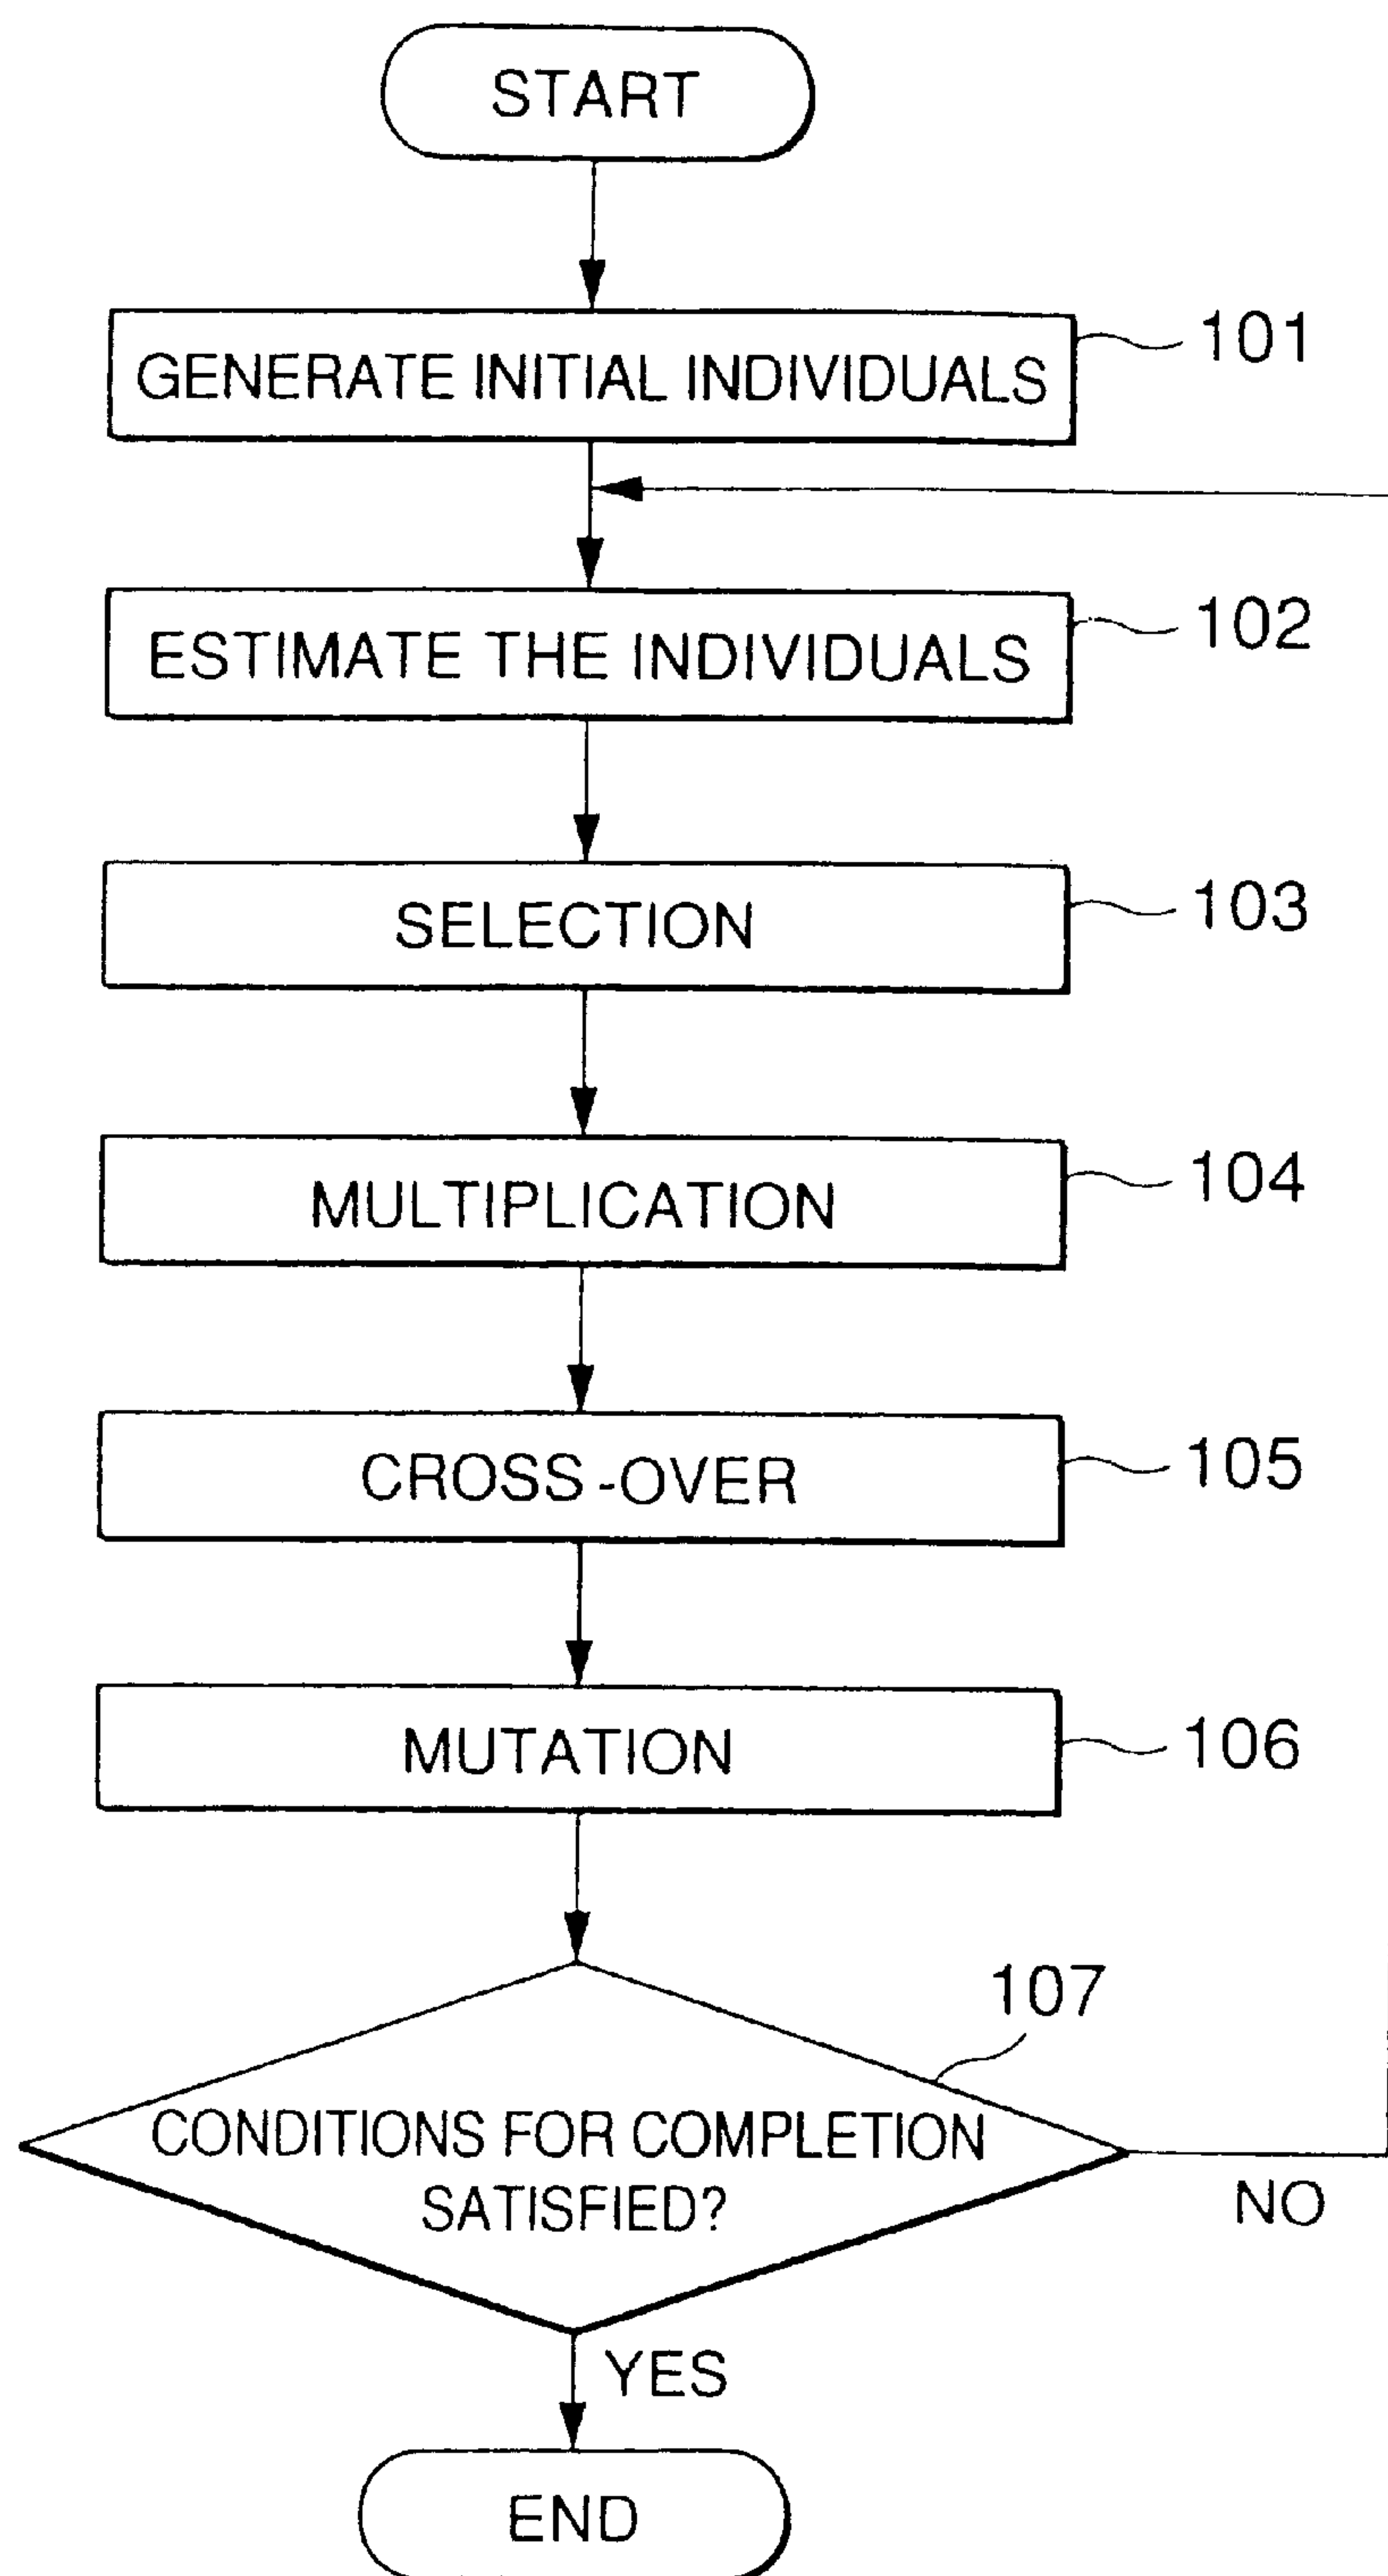 START
GENERATE INITIAL INDIVIDUALS
101
ESTIMATE THE INDIVIDUALS
102
SELECTION
103
MULTIPLICATION
104
CROSS-OVER
105
MUTATION
106
107
CONDITIONS FOR COMPLETION
SATISFIED?
NO
YES
END